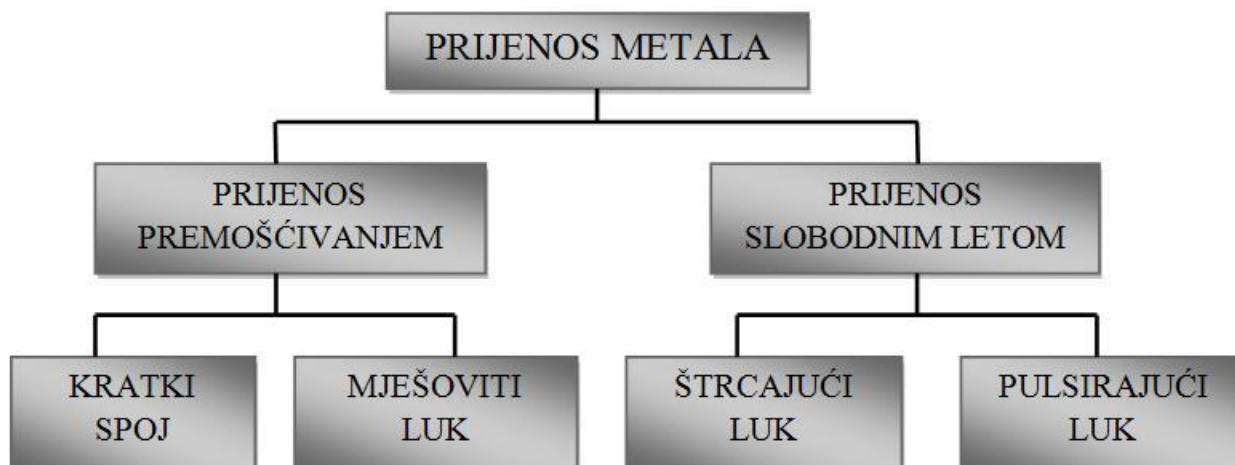 PRIJENOS METALA
PRIJENOS
PREMOŠĆIVANJEM
PRIJENOS
SLOBODNIM LETOM
KRATKI
SPOJ
MJEŠOVITI
LUK
ŠTRCAJUĆI
LUK
PULSIRAJUĆI
LUK